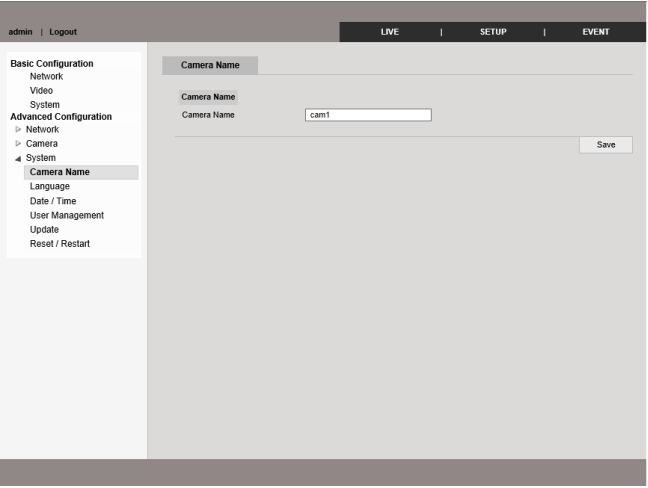 admin | Logout
LIVE | SETUP | EVENT
Basic Configuration
Network
Video
System
Advanced Configuration
Network
Camera
System
Camera Name
Language
Date / Time
User Management
Update
Reset / Restart
Camera Name
Camera Name
Camera Name cam1
Save